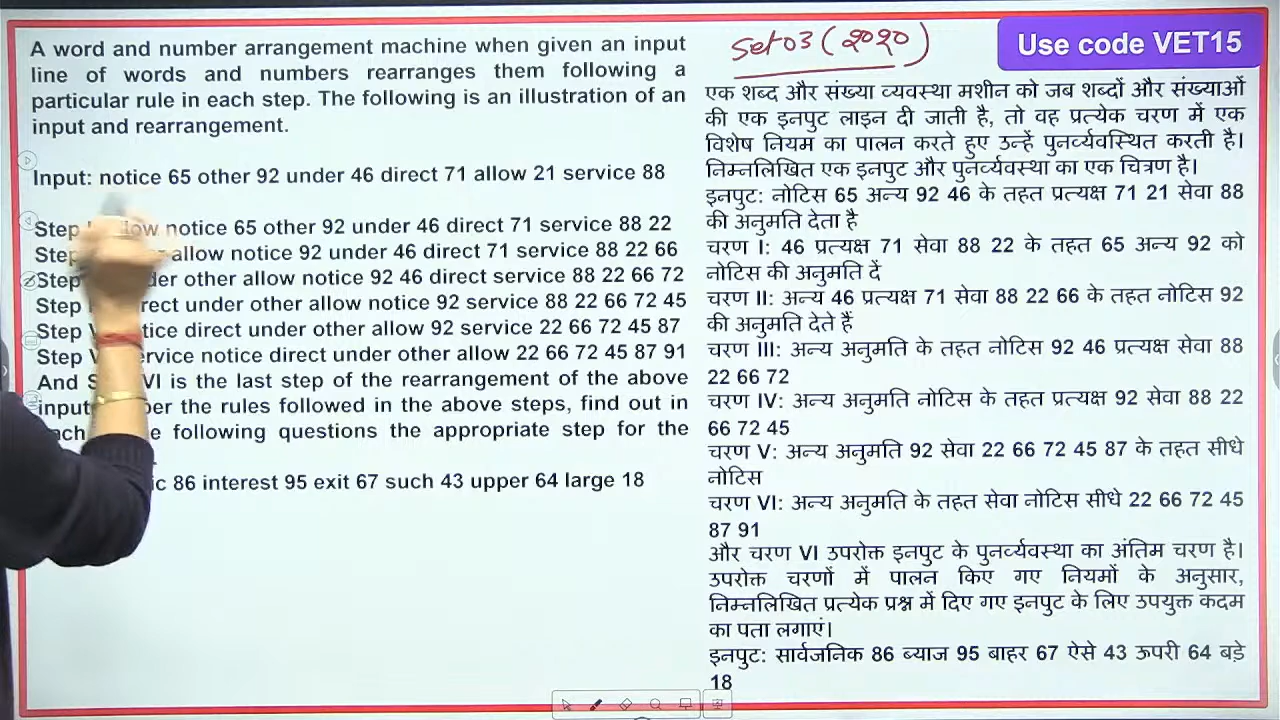 A word and number arrangement machine when given an input
line of words and numbers rearranges them following a
particular rule in each step. The following is an illustration of an
input and rearrangement.
Input: notice 65 other 92 under 46 direct 71 allow 21 service 88
Step notice 65 other 92 under 46 direct 71 service 88 22
Step allow notice 92 under 46 direct 71 service 88 22 66
Step other allow notice 92 46 direct service 88 22 66 72
Step under other allow notice 92 service 88 22 66 72 45
Step direct under other allow 92 service 22 66 72 45 87
Step notice direct under other allow 22 66 72 45 87 91
And VI is the last step of the rearrangement of the above
input the rules followed in the above steps, find out in
following questions the appropriate step for the
86 interest 95 exit 67 such 43 upper 64 large 18
Set 03 (2020)
Use code VET15
एक शब्द और संख्या व्यवस्था मशीन को जब शब्दों और संख्याओं
की एक इनपुट लाइन दी जाती है, तो वह प्रत्येक चरण में एक
विशेष नियम का पालन करते हुए उन्हें पुनर्व्यवस्थित करती है।
निम्नलिखित एक इनपुट और पुनर्व्यवस्था का एक चित्रण है।
इनपुट: नोटिस 65 अन्य 92 46 के तहत प्रत्यक्ष 71 21 सेवा 88
की अनुमति देता है
चरण I: 46 प्रत्यक्ष 71 सेवा 88 22 के तहत 65 अन्य 92 को
नोटिस की अनुमति दें
चरण II: अन्य 46 प्रत्यक्ष 71 सेवा 88 22 66 के तहत नोटिस 92
की अनुमति देते हैं
चरण III: अन्य अनुमति के तहत नोटिस 92 46 प्रत्यक्ष सेवा 88
22 66 72
चरण IV: अन्य अनुमति नोटिस के तहत प्रत्यक्ष 92 सेवा 88 22
66 72 45
चरण V: अन्य अनुमति 92 सेवा 22 66 72 45 87 के तहत सीधे
नोटिस
चरण VI: अन्य अनुमति के तहत सेवा नोटिस सीधे 22 66 72 45
87 91
और चरण VI उपरोक्त इनपुट के पुनर्व्यवस्था का अंतिम चरण है।
उपरोक्त चरणों में पालन किए गए नियमों के अनुसार,
निम्नलिखित प्रत्येक प्रश्न में दिए गए इनपुट के लिए उपयुक्त कदम
का पता लगाएं।
इनपुट: सार्वजनिक 86 ब्याज 95 बाहर 67 ऐसे 43 ऊपरी 64 बड़े
18